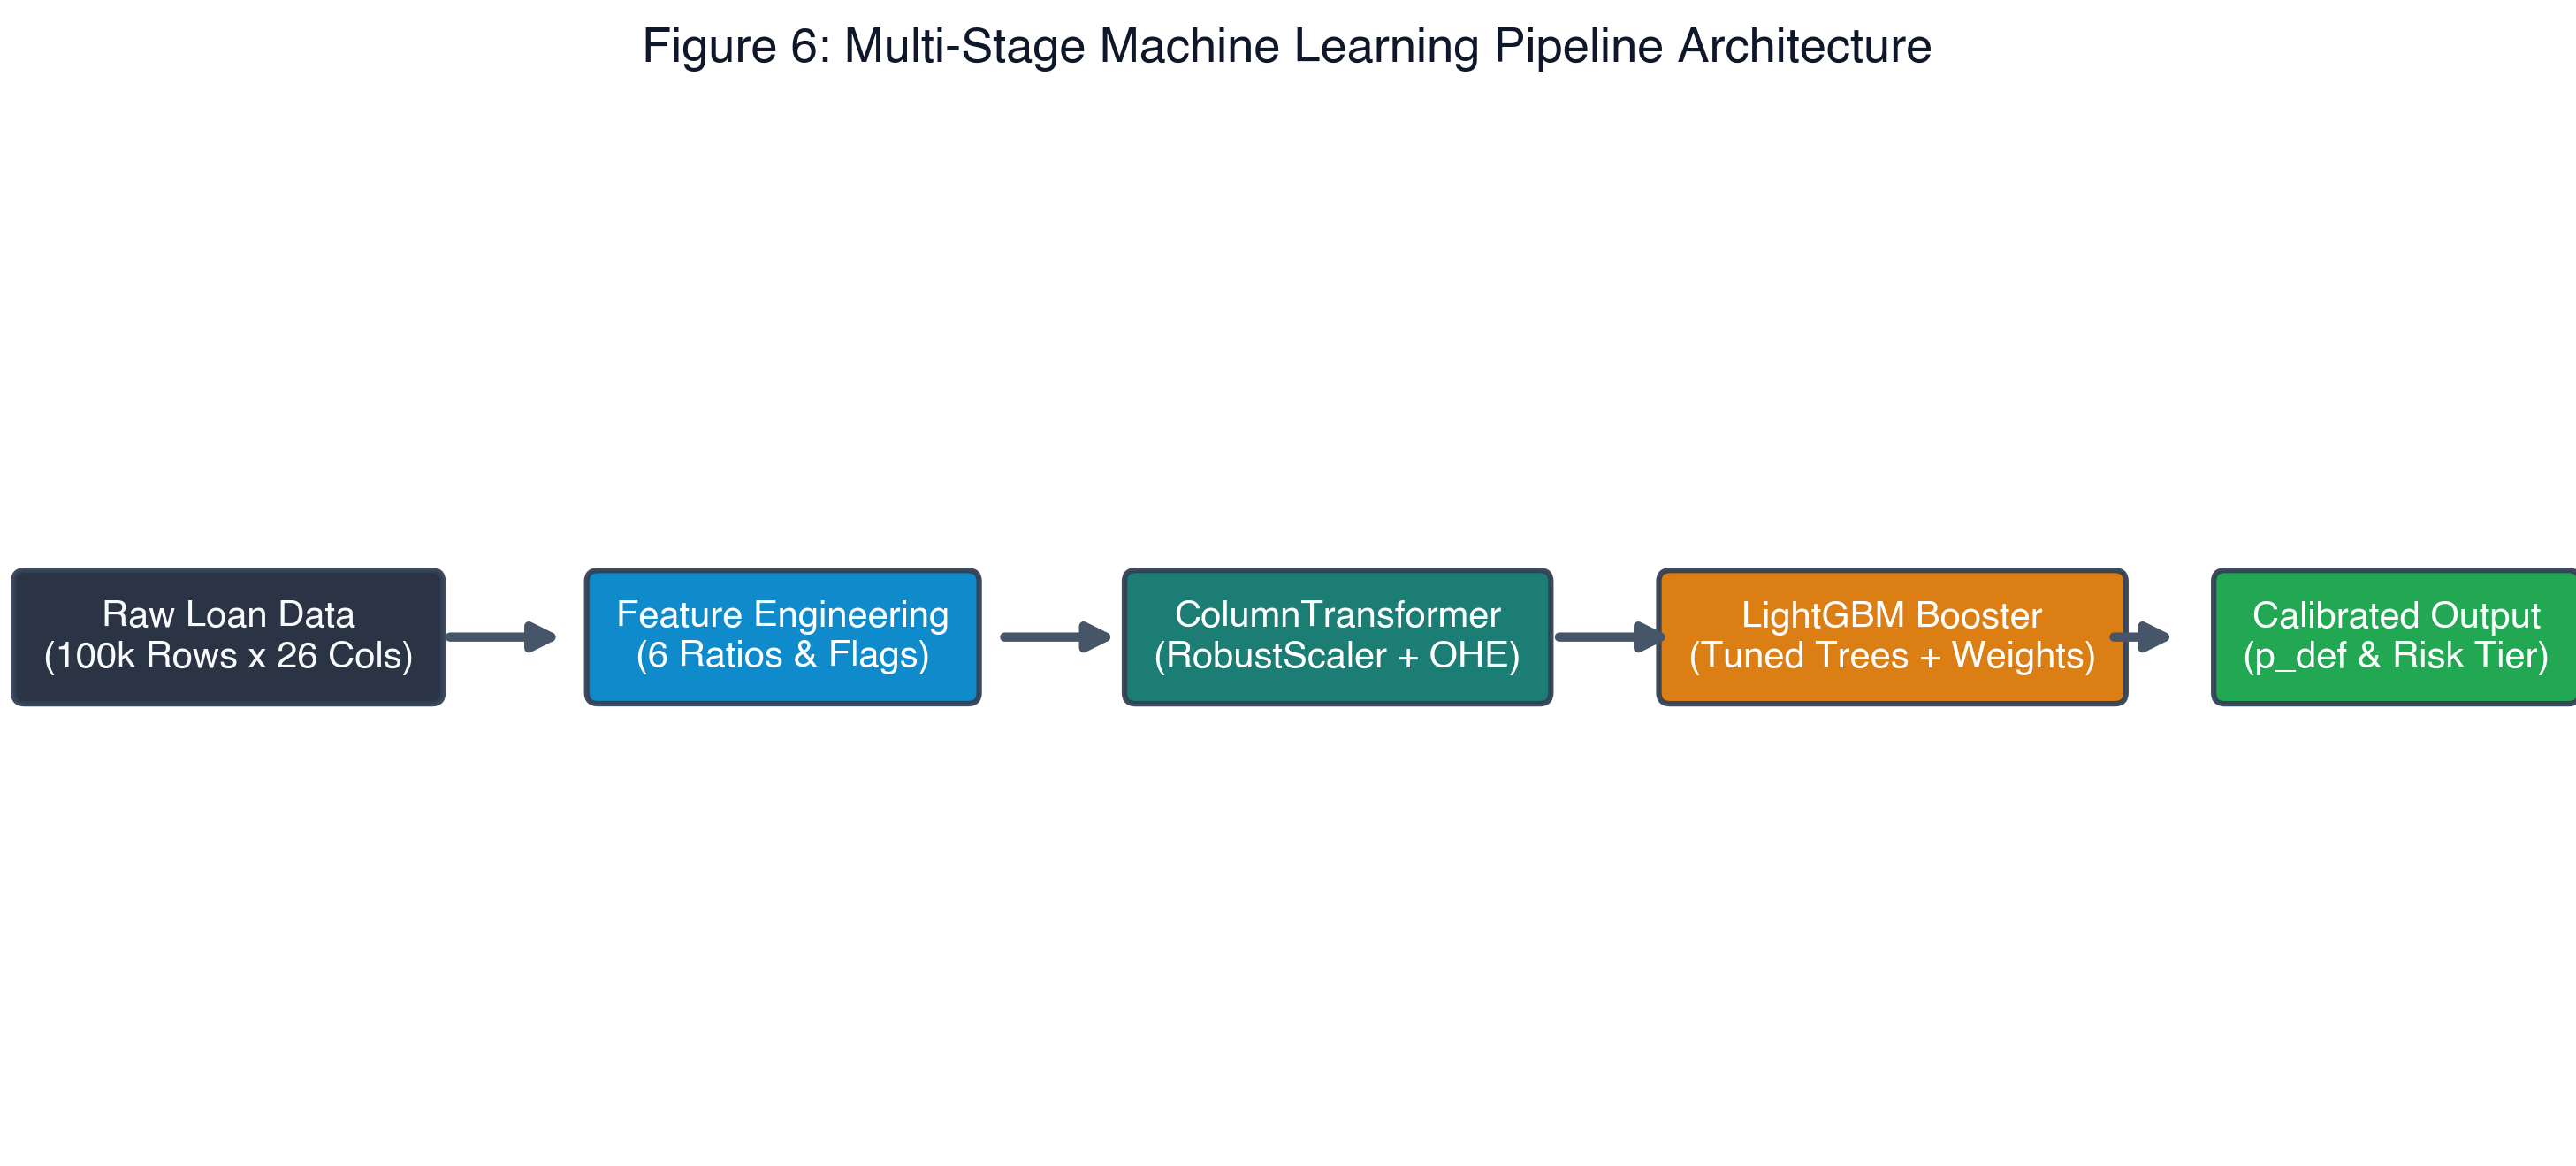 Figure 6: Multi-Stage Machine Learning Pipeline Architecture
Raw Loan Data
(100k Rows x 26 Cols)
Feature Engineering
(6 Ratios & Flags)
ColumnTransformer
(RobustScaler + OHE)
LightGBM Booster
(Tuned Trees + Weights)
Calibrated Output
(p_def & Risk Tier)